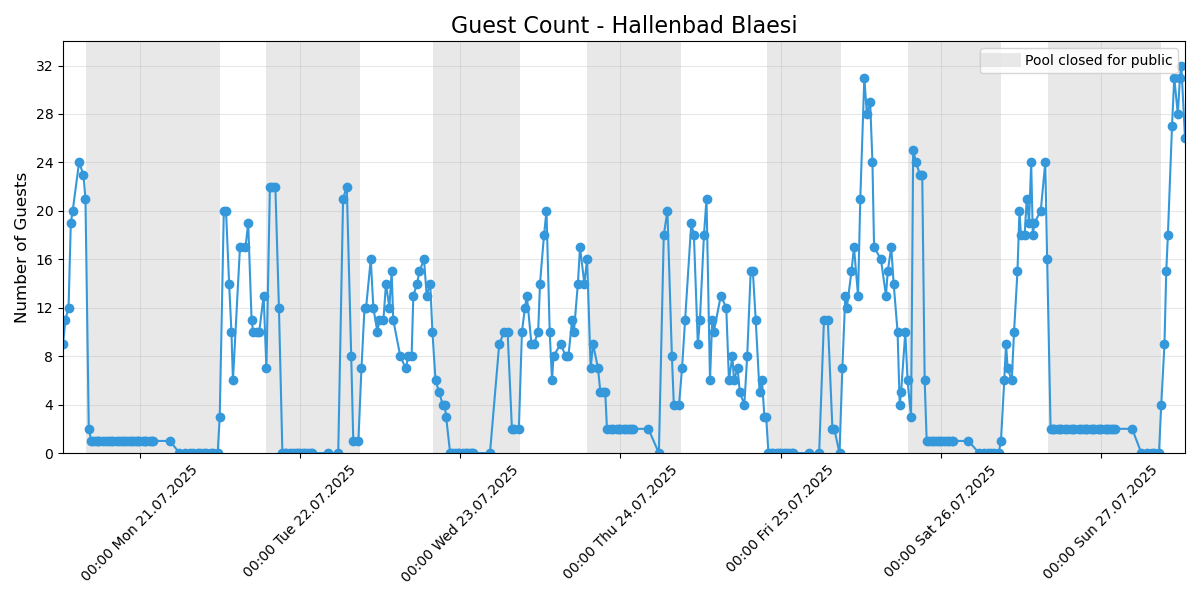 Guest Count - Hallenbad Blaesi
Pool closed for public
Number of Guests
32
28
24
20
16
12
8
4
0
00:00 Mon 21.07.2025
00:00 Tue 22.07.2025
00:00 Wed 23.07.2025
00:00 Thu 24.07.2025
00:00 Fri 25.07.2025
00:00 Sat 26.07.2025
00:00 Sun 27.07.2025